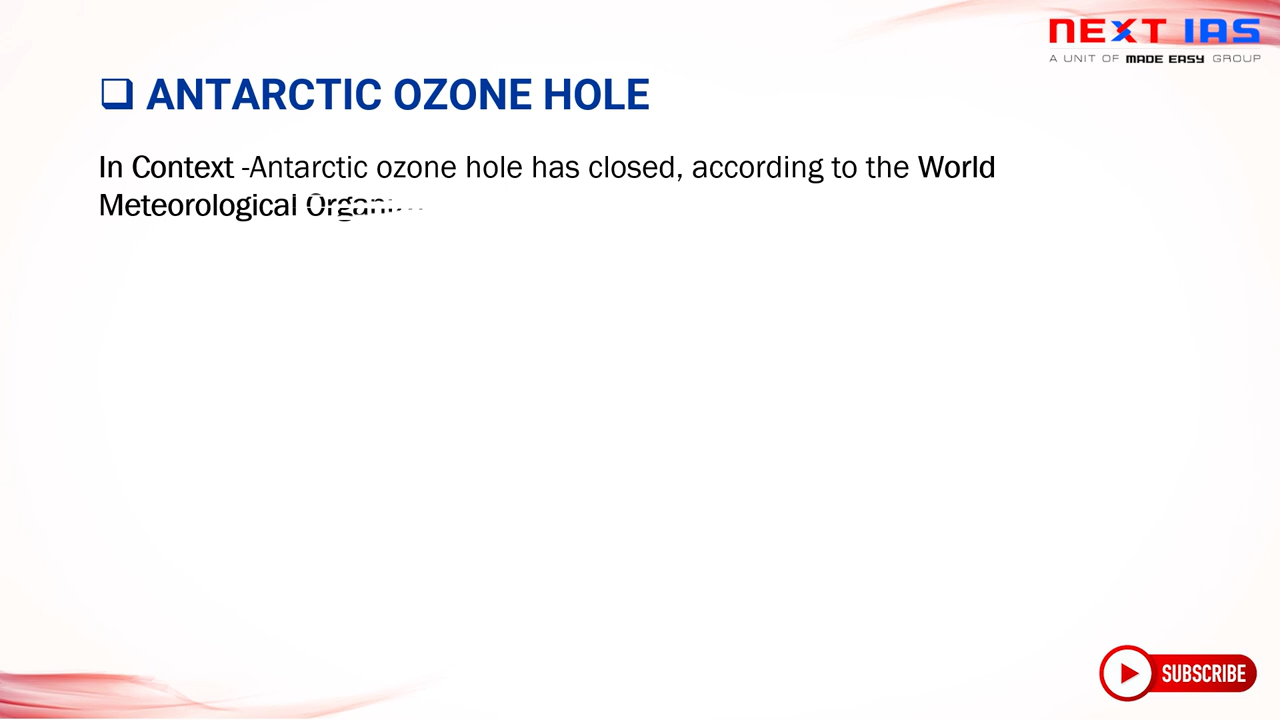 NEXT IAS
A UNIT OF MADE EASY GROUP
ANTARCTIC OZONE HOLE
In Context -Antarctic ozone hole has closed, according to the World
Meteorological
SUBSCRIBE